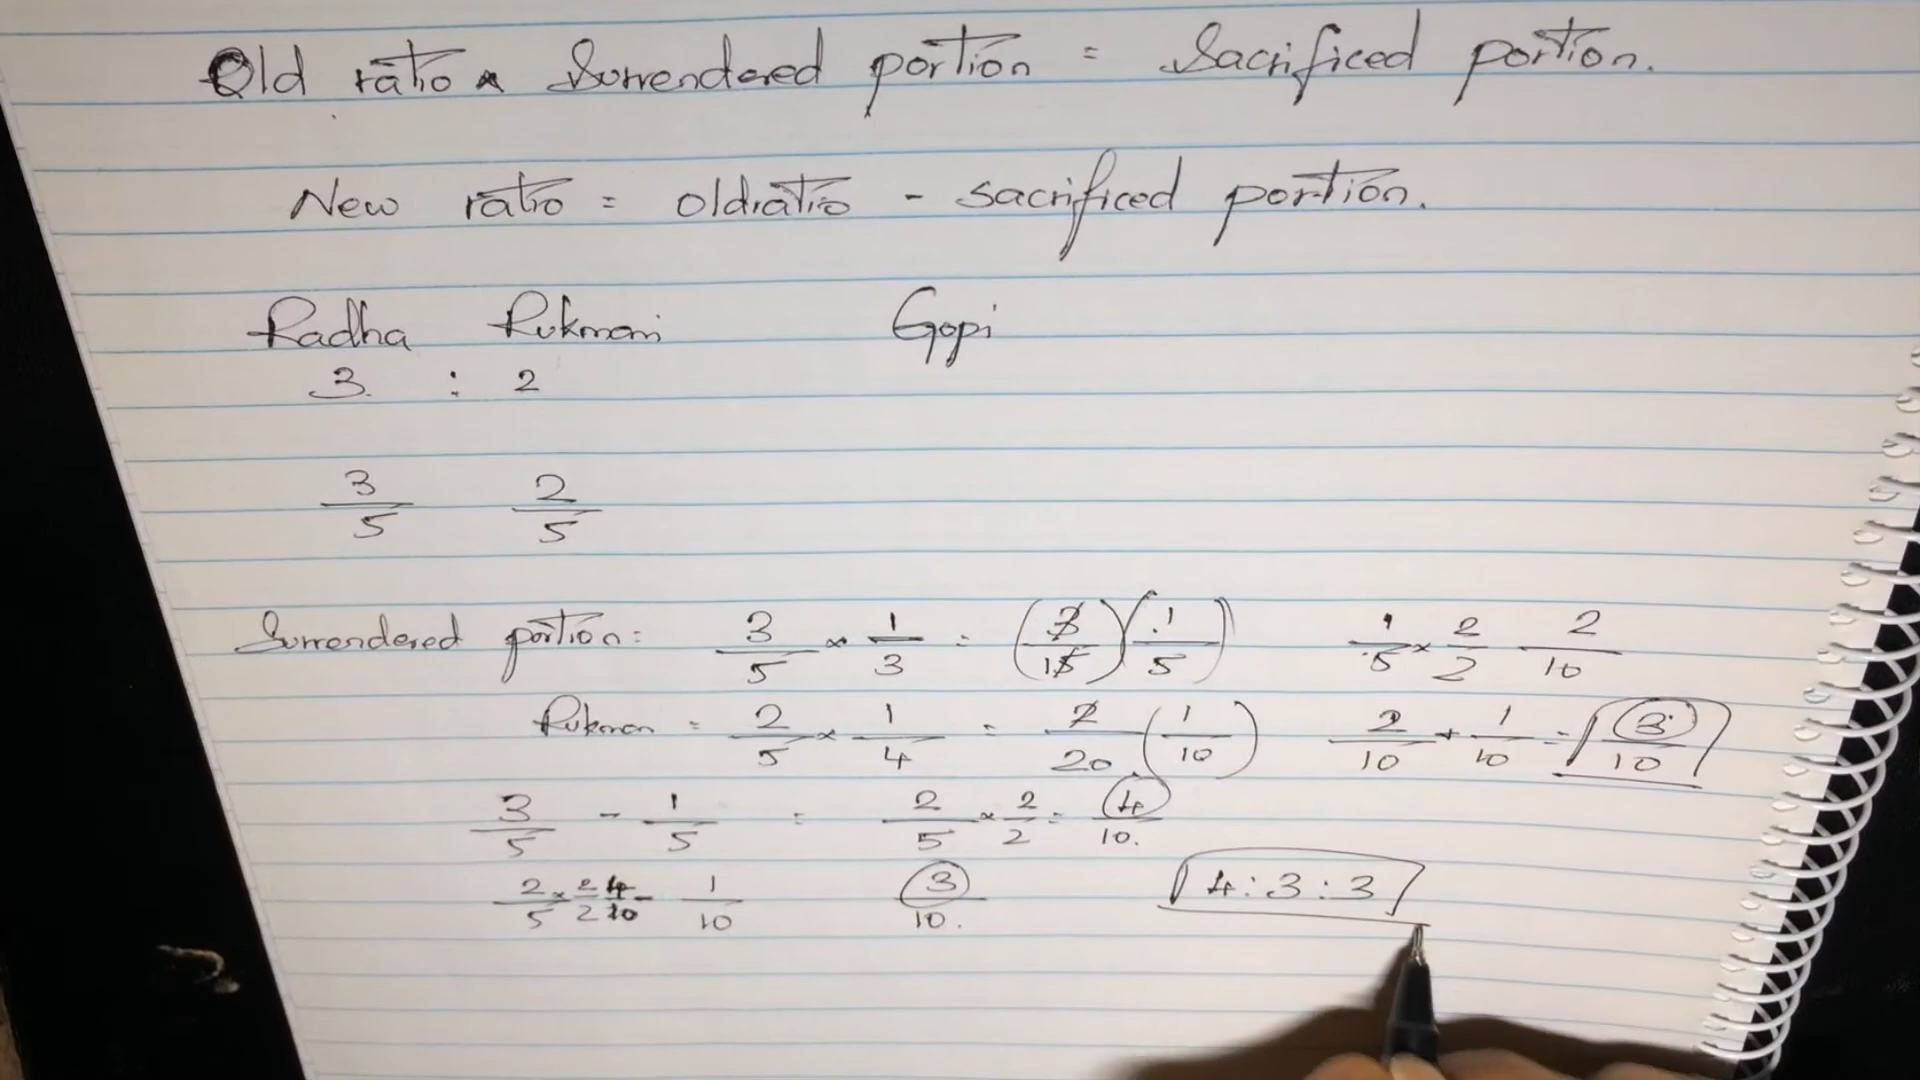 Old ratio × Surrendered portion = Sacrificed portion.
New ratio = oldratio - sacrificed portion.
Radha Rukmani Gopi
3 : 2
3/5 2/5
Surrendered portion: 3/5 × 1/3 = (3/15) (1/5) 1/5 × 2/2 2/10
Rukman = 2/5 × 1/4 = 2/20 (1/10) 2/10 + 1/10 = 3/10
3/5 - 1/5 = 2/5 × 2/2 = 4/10.
2/5 × 2/2 4/10 - 1/10 3/10.
4:3:3